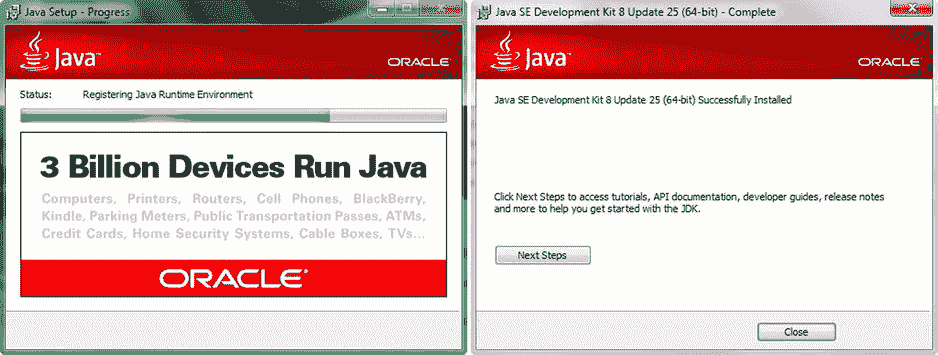 Java Setup - Progress
Java™
ORACLE
Status: Registering Java Runtime Environment
3 Billion Devices Run Java
Computers, Printers, Routers, Cell Phones, BlackBerry,
Kindle, Parking Meters, Public Transportation Passes, ATMs,
Credit Cards, Home Security Systems, Cable Boxes, TVs...
ORACLE®
Java SE Development Kit 8 Update 25 (64-bit) - Complete
Java™
ORACLE
Java SE Development Kit 8 Update 25 (64-bit) Successfully Installed
Click Next Steps to access tutorials, API documentation, developer guides, release notes
and more to help you get started with the JDK.
Next Steps
Close